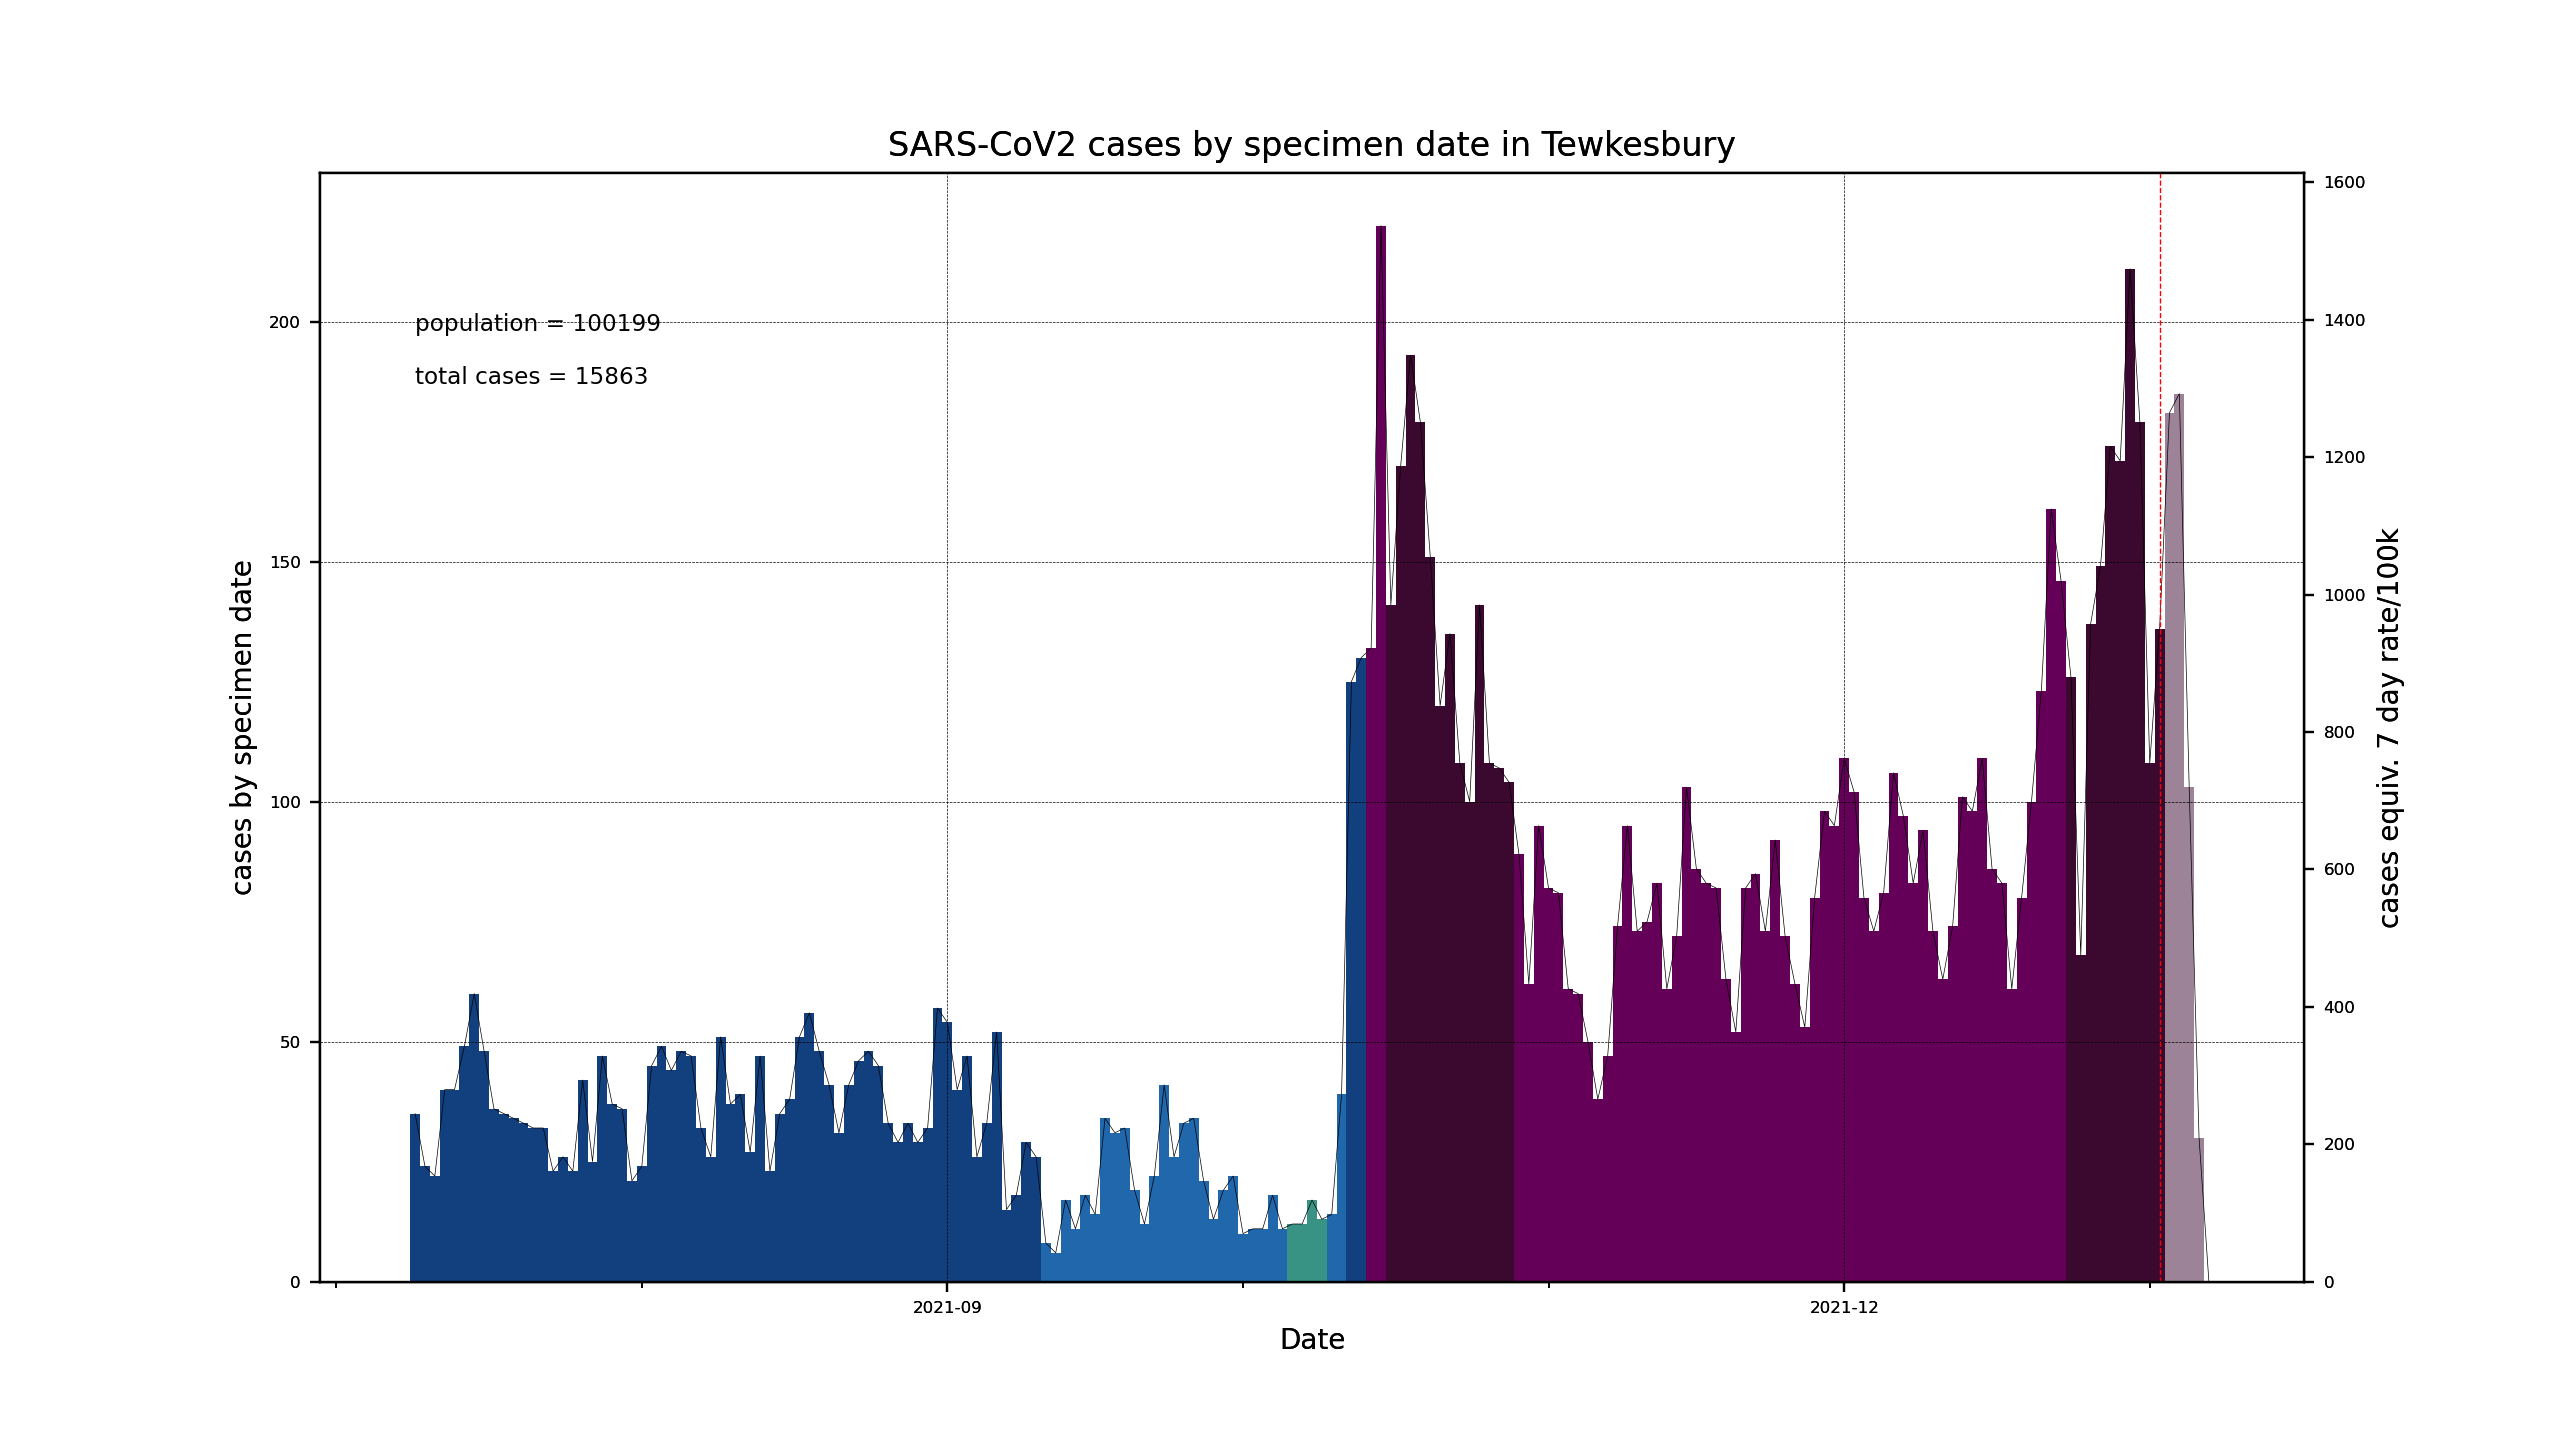 SARS-CoV2 cases by specimen date in Tewkesbury
population = 100199
total cases = 15863
cases by specimen date
200
150
100
50
0
1600
1400
1200
1000
800
600
400
200
0
cases equiv. 7 day rate/100k
2021-09
2021-12
Date